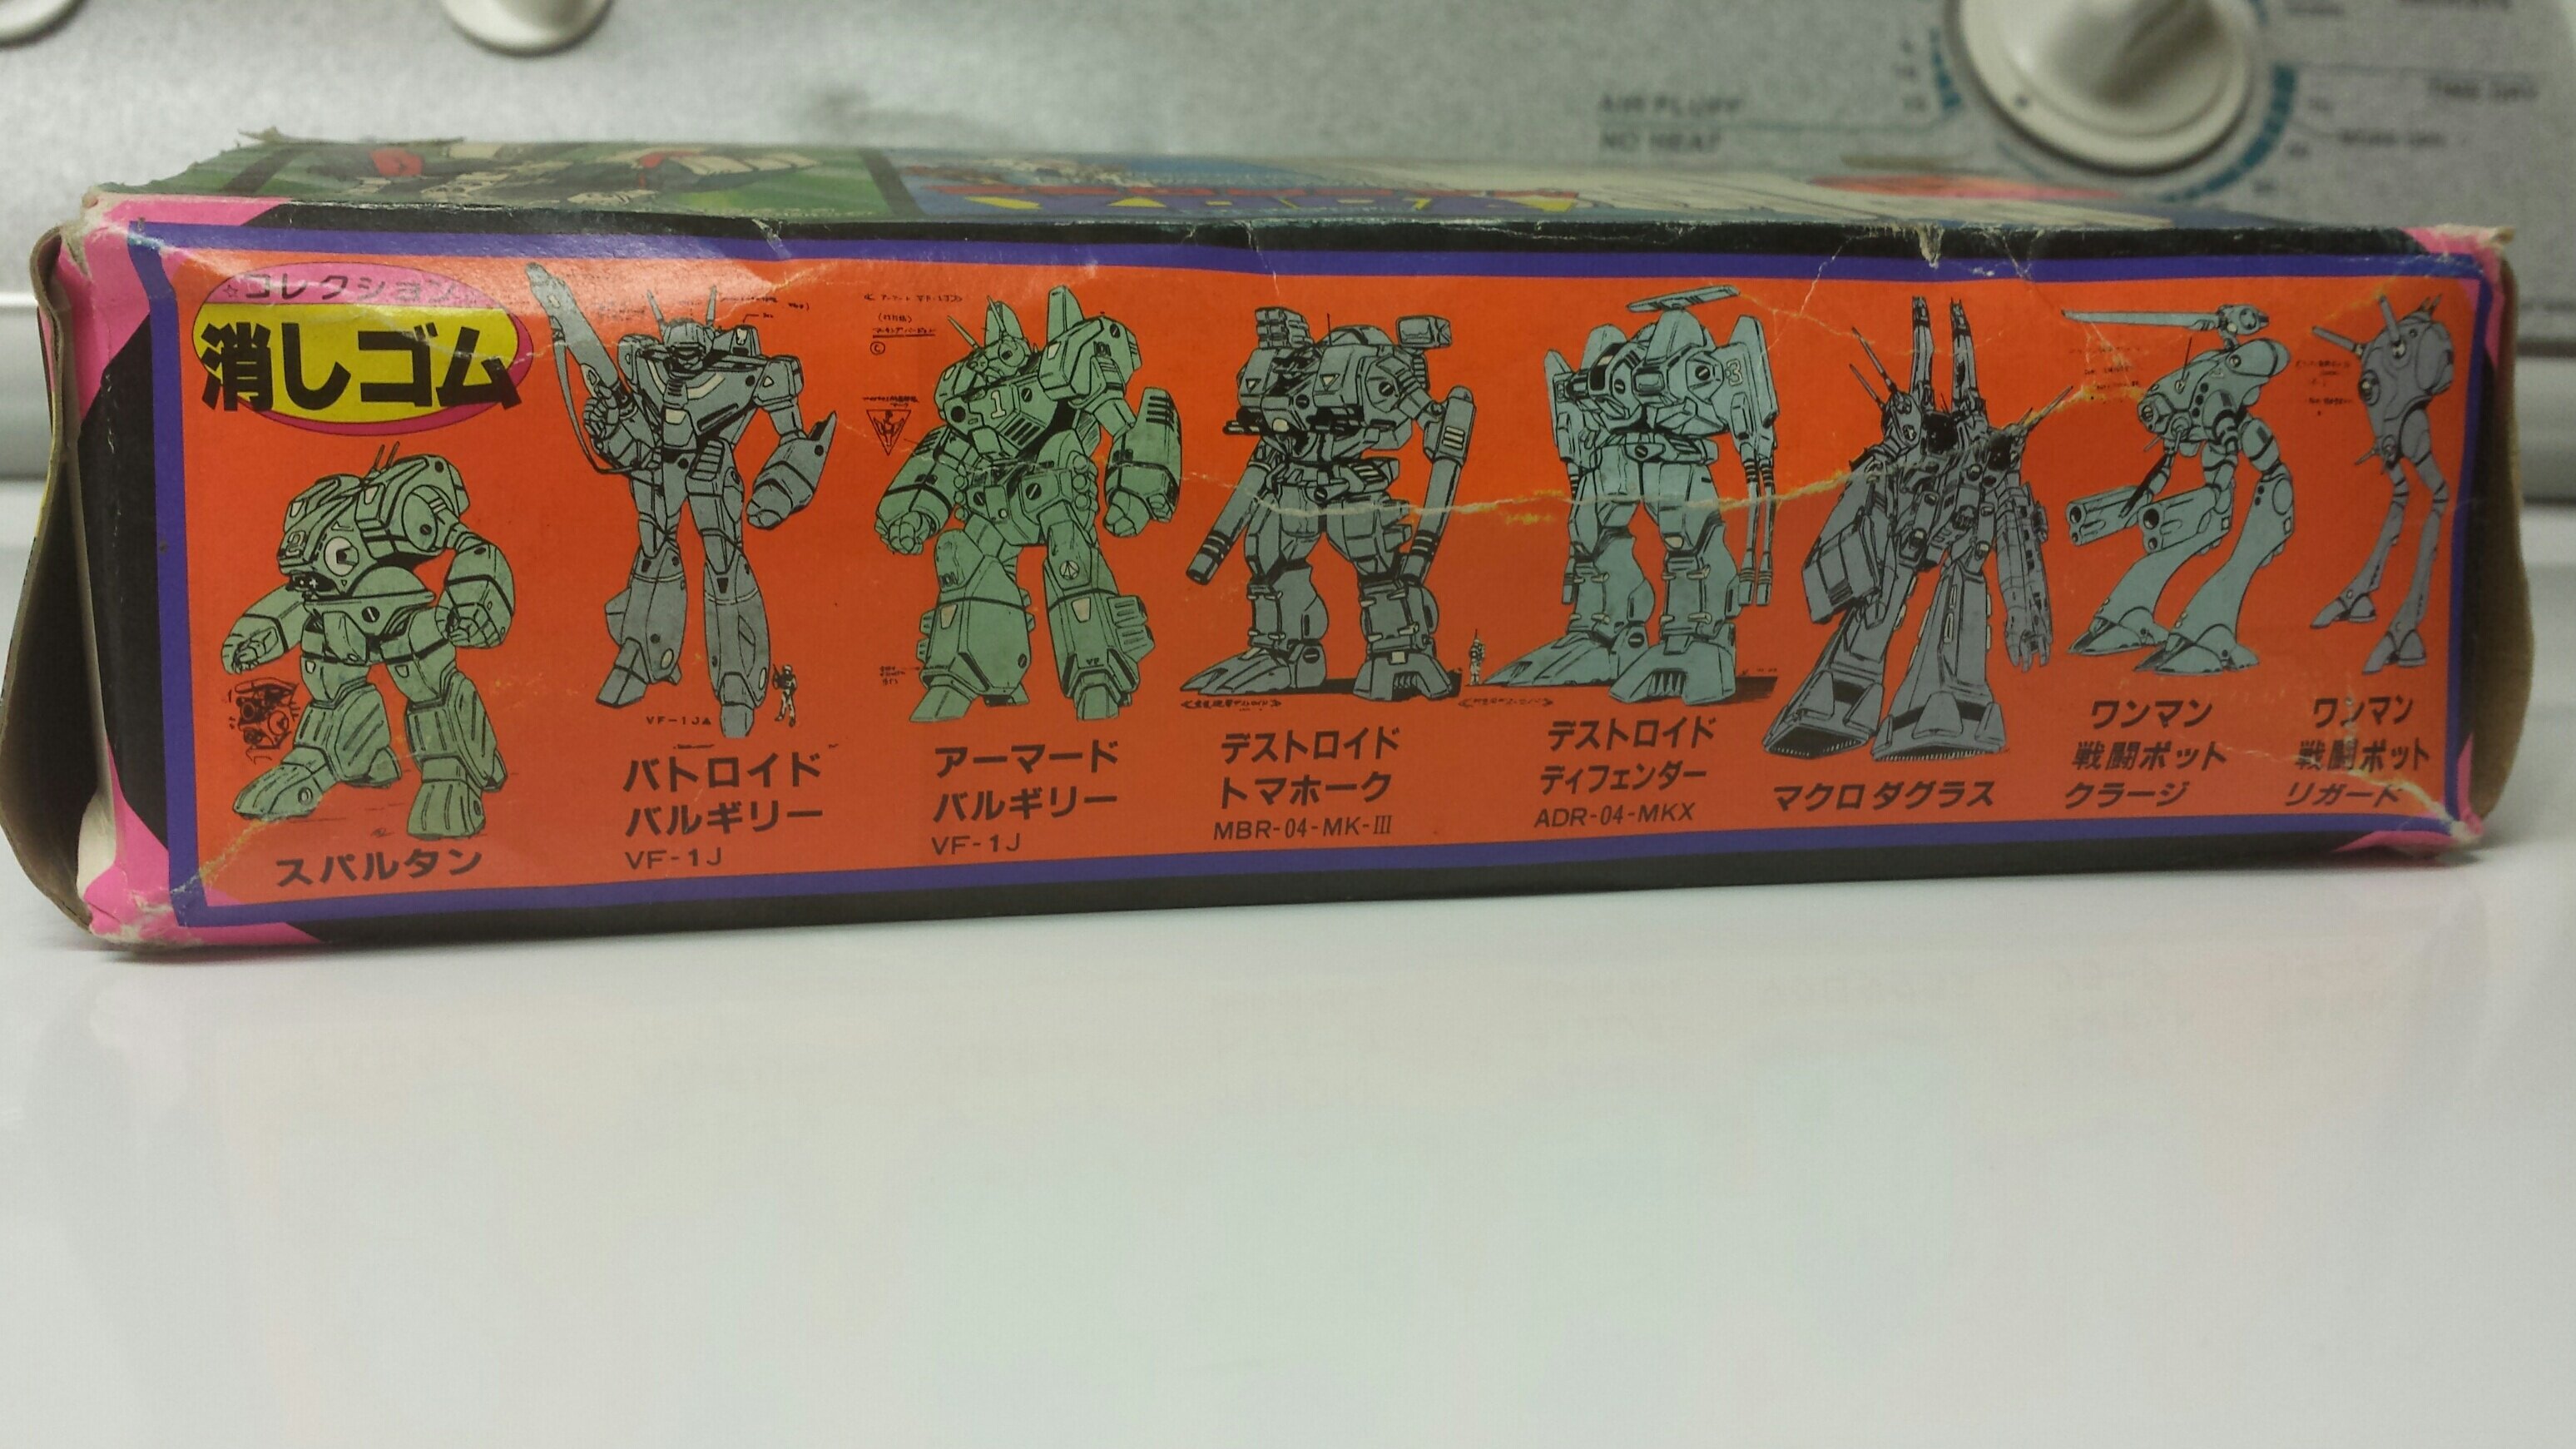 AIR FLUFF
NO HEAT
☆コレクション
消しゴム
スパルタン
VF-1JA
バトロイド
バルギリー
VF-1J
アーマード
バルギリー
VF-1J
1
デストロイド
トマホーク
MBR-04-MK-III
3
デストロイド
ディフェンダー
ADR-04-MKX
マクロダグラス
ワンマン
戦闘ポット
クラージ
ワンマン
戦闘ポット
リガード